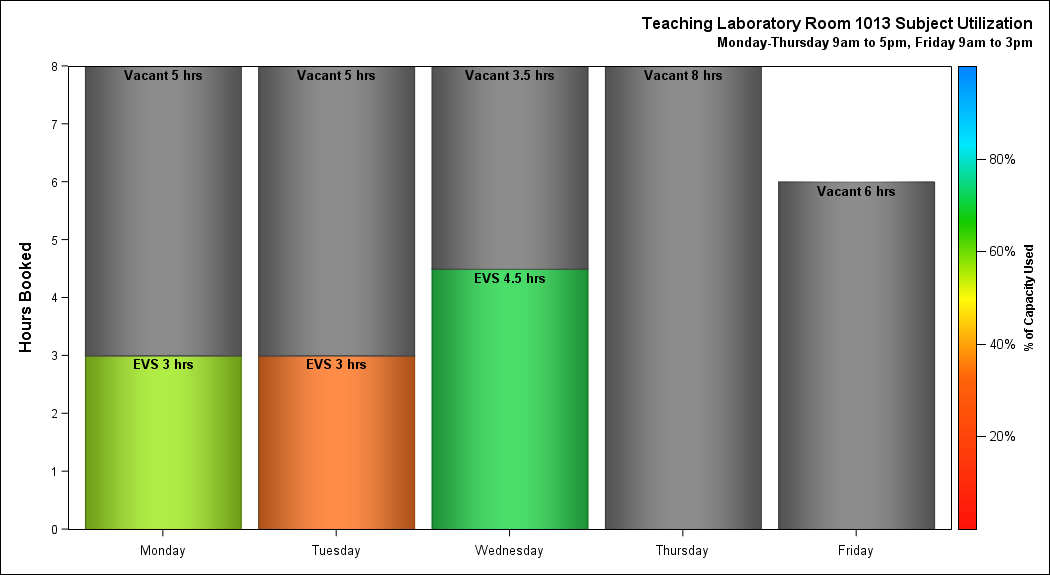 Teaching Laboratory Room 1013 Subject Utilization
Monday-Thursday 9am to 5pm, Friday 9am to 3pm
Hours Booked
8
7
6
5
4
3
2
1
0
Vacant 5 hrs
Vacant 5 hrs
Vacant 3.5 hrs
Vacant 8 hrs
Vacant 6 hrs
EVS 4.5 hrs
EVS 3 hrs
EVS 3 hrs
Monday
Tuesday
Wednesday
Thursday
Friday
80%
60%
40%
20%
% of Capacity Used